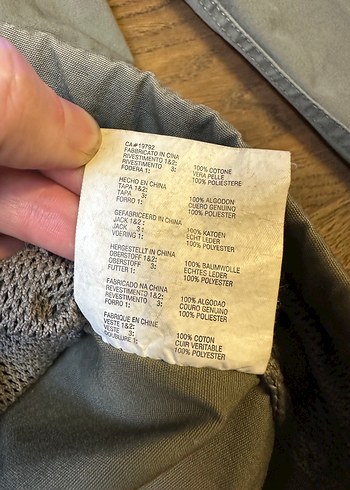 CA#19792
FABBRICATO IN CINA
RIVESTIMENTO 1&2: 100% COTONE
RIVESTIMENTO 3: VERA PELLE
FODERA 1: 100% POLIESTERE
HECHO EN CHINA
TAPA 1&2: 100% ALGODON
TAPA 3: CUERO GENUINO
FORRO 1: 100% POLYESTER
GEFABRICEERD IN CHINA
JACK 1&2: 100% KATOEN
JACK 3: ECHT LEDER
VOERING 1: 100% POLYESTER
HERGESTELLT IN CHINA
OBERSTOFF 1&2: 100% BAUMWOLLE
OBERSTOFF 3: ECHTES LEDER
FUTTER 1: 100% POLYESTER
FABRICADO NA CHINA
REVESTIMENTO 1&2: 100% ALGODAO
REVESTIMENTO 3: COURO GENUINO
FORRO 1: 100% POLIESTER
FABRIQUE EN CHINE
VESTE 1&2: 100% COTON
VESTE 3: CUIR VERITABLE
DOUBLURE 1: 100% POLYESTER